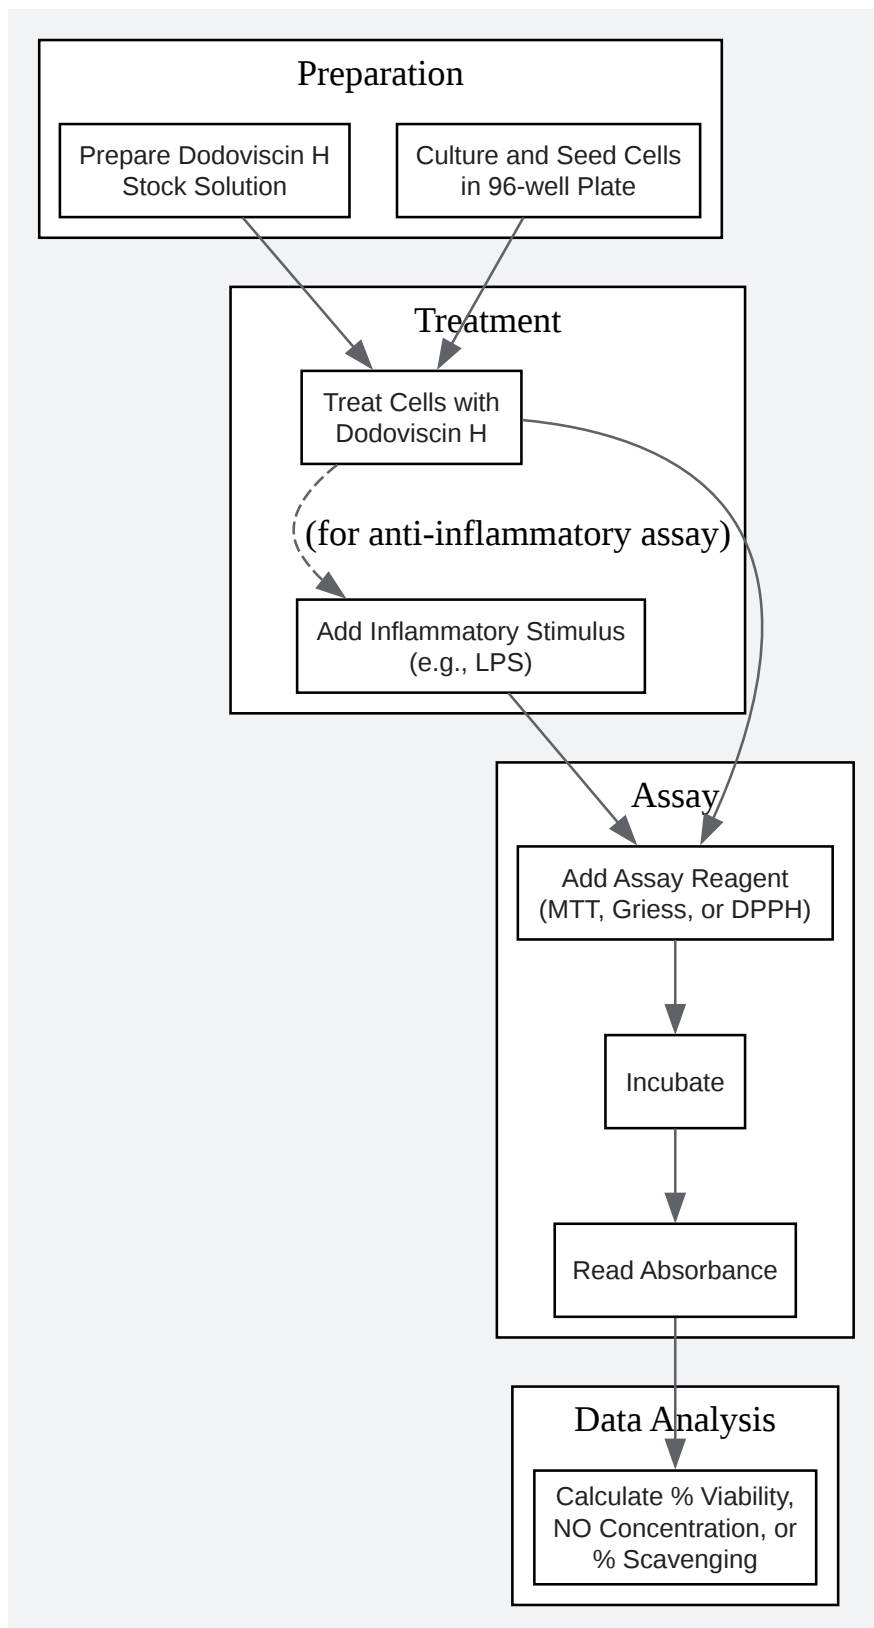 Preparation
Prepare Dodoviscin H
Stock Solution
Culture and Seed Cells
in 96-well Plate
Treatment
Treat Cells with
Dodoviscin H
(for anti-inflammatory assay)
Add Inflammatory Stimulus
(e.g., LPS)
Assay
Add Assay Reagent
(MTT, Griess, or DPPH)
Incubate
Read Absorbance
Data Analysis
Calculate % Viability,
NO Concentration, or
% Scavenging